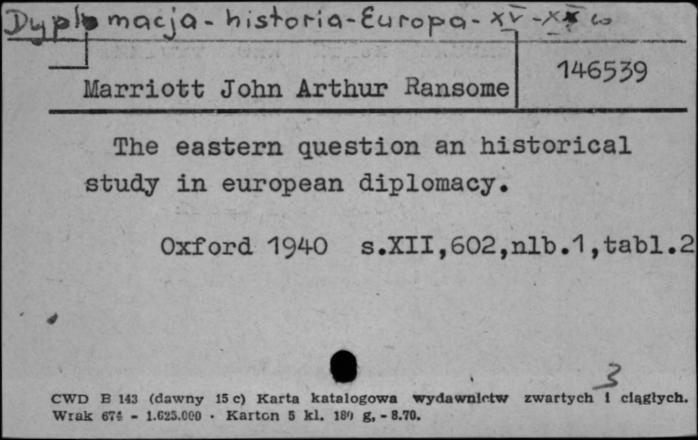 Dyplomacja - historia - Europa - XV - XX w
146539
Marriott John Arthur Ransome
The eastern question an historical
study in european diplomacy.
Oxford 1940 s.XII,602,nlb.1,tabl.2
3
CWD B 143 (dawny 15 c) Karta katalogowa wydawnictw zwartych i ciągłych.
Wrak 674 - 1.625.000 · Karton 5 kl. 180 g, - 8.70.